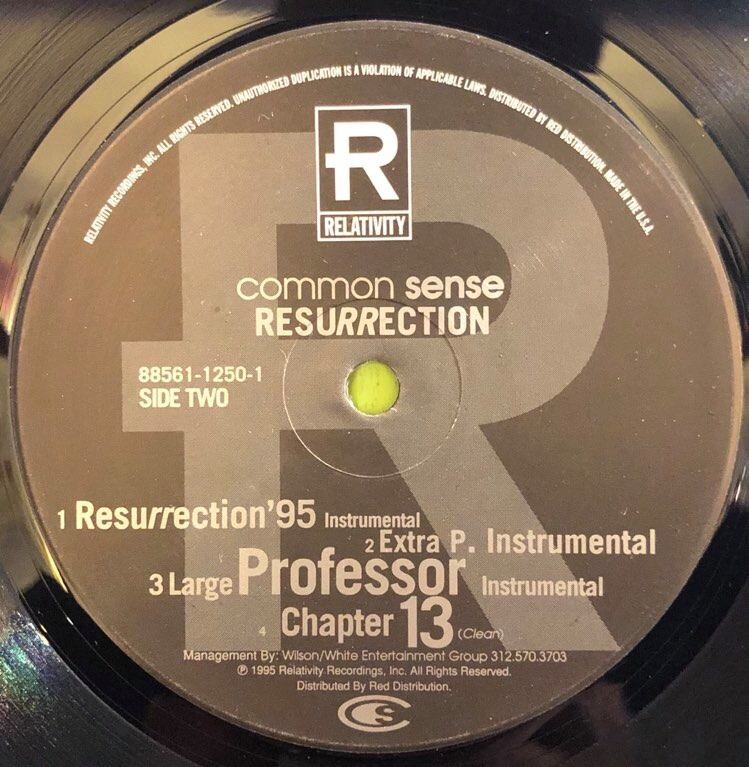 RELATIVITY RECORDINGS, INC. ALL RIGHTS RESERVED. UNAUTHORIZED DUPLICATION IS A VIOLATION OF APPLICABLE LAWS. DISTRIBUTED BY RED DISTRIBUTION. MADE IN THE U.S.A.
R
RELATIVITY
common sense
RESURRECTION
88561-1250-1
SIDE TWO
1 Resurrection'95 Instrumental
2 Extra P. Instrumental
3 Large Professor Instrumental
4 Chapter 13 (Clean)
Management By: Wilson/White Entertainment Group 312.570.3703
℗ 1995 Relativity Recordings, Inc. All Rights Reserved.
Distributed By Red Distribution.
CS